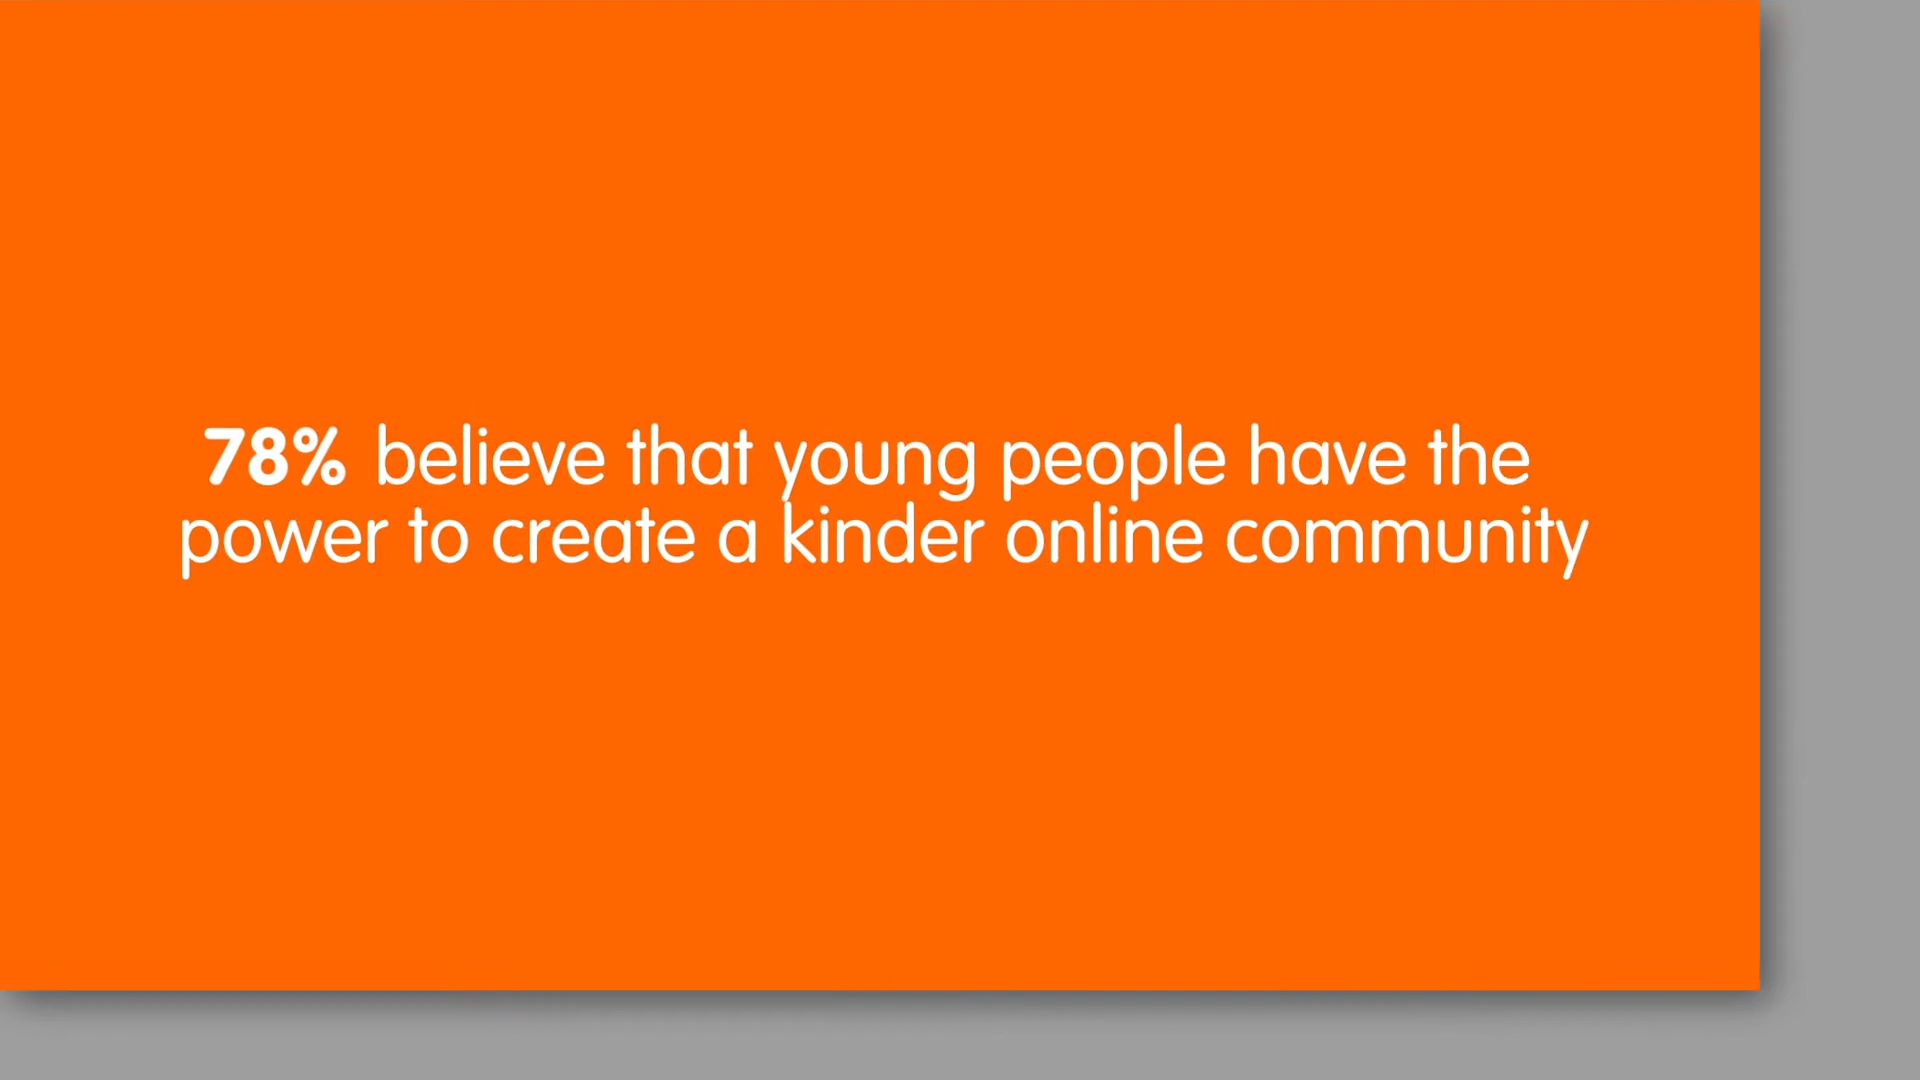 78% believe that young people have the
power to create a kinder online community